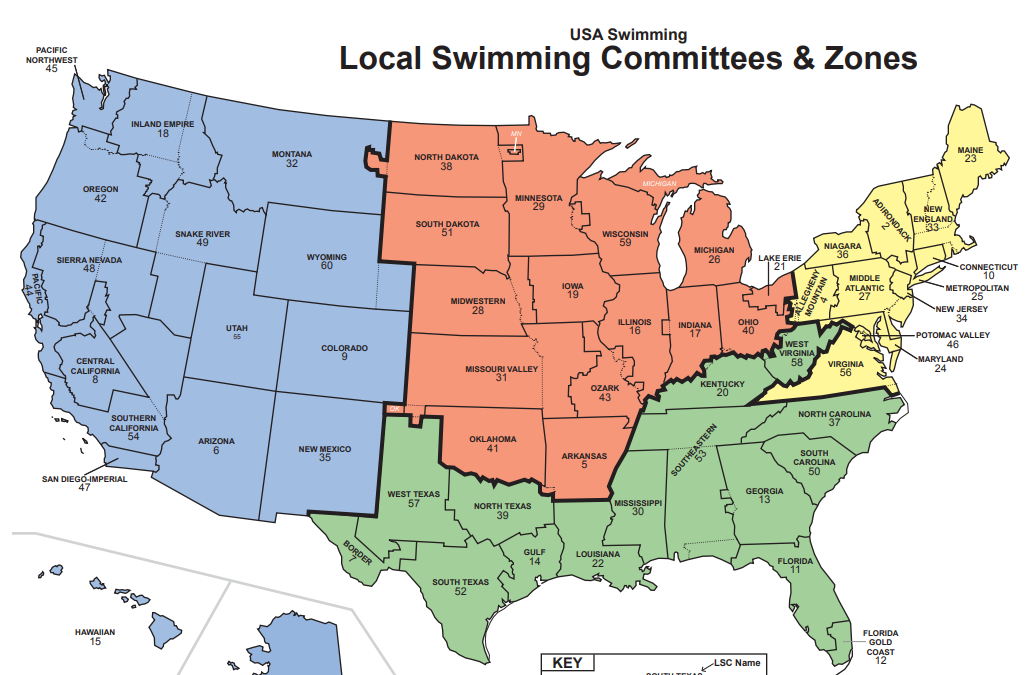 USA Swimming
Local Swimming Committees & Zones
PACIFIC
NORTHWEST
45
INLAND EMPIRE
18
MONTANA
32
OREGON
42
SNAKE RIVER
49
WYOMING
60
SIERRA NEVADA
48
PACIFIC
44
UTAH
55
COLORADO
9
CENTRAL
CALIFORNIA
8
SOUTHERN
CALIFORNIA
54
SAN DIEGO-IMPERIAL
47
ARIZONA
6
NEW MEXICO
35
HAWAIIAN
15
NORTH DAKOTA
38
MN
MINNESOTA
29
SOUTH DAKOTA
51
MICHIGAN
WISCONSIN
59
MICHIGAN
26
LAKE ERIE
21
MIDWESTERN
28
IOWA
19
ILLINOIS
16
INDIANA
17
OHIO
40
MISSOURI VALLEY
31
OZARK
43
OK
OKLAHOMA
41
ARKANSAS
5
MAINE
23
ADIRONDACK
2
NEW
ENGLAND
33
NIAGARA
36
ALLEGHENY
MOUNTAIN
4
MIDDLE
ATLANTIC
27
CONNECTICUT
10
METROPOLITAN
25
NEW JERSEY
34
POTOMAC VALLEY
46
MARYLAND
24
VIRGINIA
56
WEST
VIRGINIA
58
KENTUCKY
20
NORTH CAROLINA
37
SOUTHEASTERN
53
SOUTH
CAROLINA
50
GEORGIA
13
MISSISSIPPI
30
WEST TEXAS
57
NORTH TEXAS
39
BORDER
7
GULF
14
LOUISIANA
22
SOUTH TEXAS
52
FLORIDA
11
FLORIDA
GOLD
COAST
12
KEY
LSC Name
SOUTH TEXAS